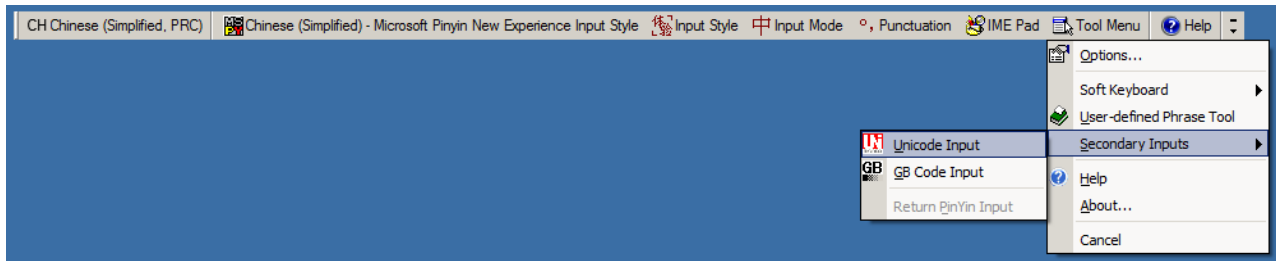 CH Chinese (Simplified, PRC) Chinese (Simplified) - Microsoft Pinyin New Experience Input Style Input Style 中 Input Mode °, Punctuation IME Pad Tool Menu Help
Options...
Soft Keyboard
User-defined Phrase Tool
Secondary Inputs
Unicode Input
GB GB Code Input
Return PinYin Input
Help
About...
Cancel